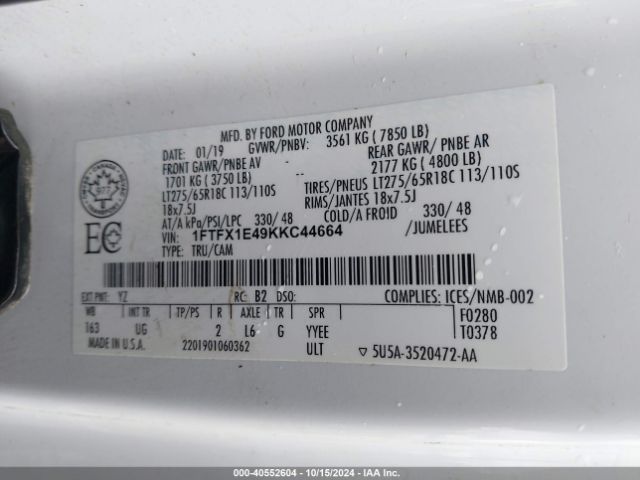 MFD. BY FORD MOTOR COMPANY
DATE: 01/19 GVWR/PNBV: 3561 KG ( 7850 LB)
FRONT GAWR/PNBE AV REAR GAWR/ PNBE AR
1701 KG ( 3750 LB) 2177 KG ( 4800 LB)
LT275/65R18C 113/110S TIRES/PNEUS LT275/65R18C 113/110S
18x7.5J RIMS/JANTES 18x7.5J
AT/A kPa/PSI/LPC 330/ 48 COLD/A FROID 330/ 48
VIN: 1FTFX1E49KKC44664 /JUMELEES
TYPE: TRU/CAM
EC
EXT PNT: YZ RC: B2 DSO: COMPLIES: ICES/NMB-002
WB INT TR TP/PS R AXLE TR SPR F0280
163 UG 2 L6 G YYEE T0378
MADE IN U.S.A. 2201901060362 ULT ▽ 5U5A-3520472-AA
000-40552604 | 10/15/2024 | IAAI.COM